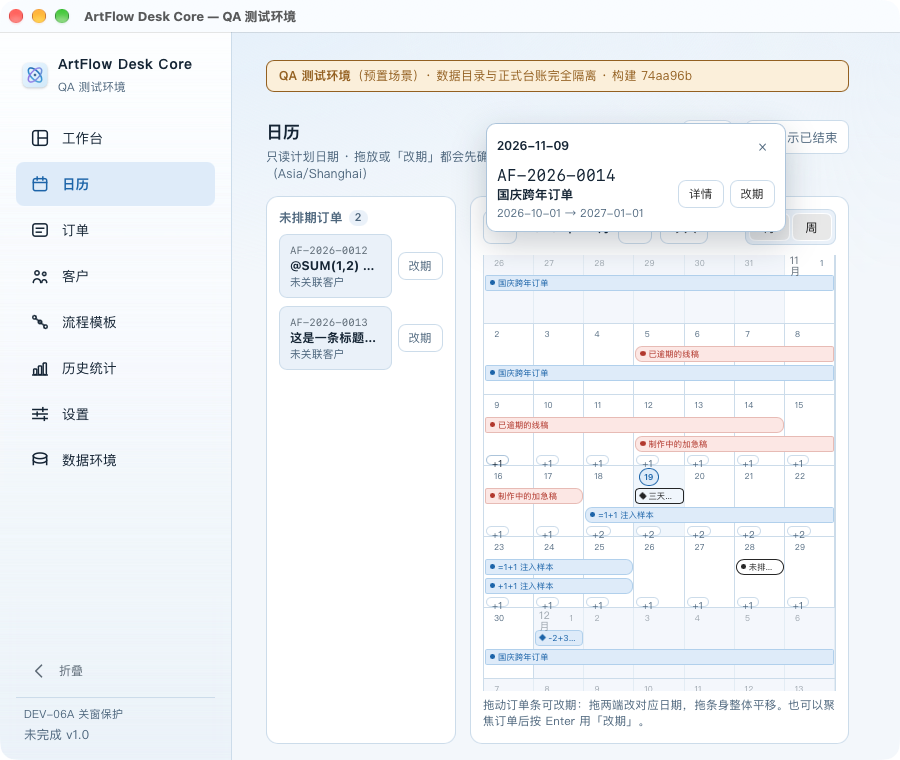 ArtFlow Desk Core — QA 测试环境
ArtFlow Desk Core
QA 测试环境
工作台
日历
订单
客户
流程模板
历史统计
设置
数据环境
折叠
DEV-06A 关窗保护
未完成 v1.0
QA 测试环境（预置场景）· 数据目录与正式台账完全隔离 · 构建 74aa96b
日历
只读计划日期 · 拖放或「改期」都会先确
（Asia/Shanghai）
示已结束
2026-11-09
×
AF-2026-0014
国庆跨年订单
2026-10-01 → 2027-01-01
详情
改期
未排期订单 2
AF-2026-0012
@SUM(1,2) ...
未关联客户
改期
AF-2026-0013
这是一条标题...
未关联客户
改期
周
26 27 28 29 30 31 11月 1
国庆跨年订单
2 3 4 5 6 7 8
已逾期的线稿
国庆跨年订单
9 10 11 12 13 14 15
已逾期的线稿
制作中的加急稿
+1 +1 +1 +1 +1 +1 +1
16 17 18 19 20 21 22
制作中的加急稿
三天...
=1+1 注入样本
+1 +1 +2 +2 +2 +2 +2
23 24 25 26 27 28 29
=1+1 注入样本
未排...
+1+1 注入样本
+1 +1 +1 +1 +1 +1 +1
30 12月 1 2 3 4 5 6
-2+3...
国庆跨年订单
7 8 9 10 11 12 13
拖动订单条可改期：拖两端改对应日期，拖条身整体平移。也可以聚
焦订单后按 Enter 用「改期」。